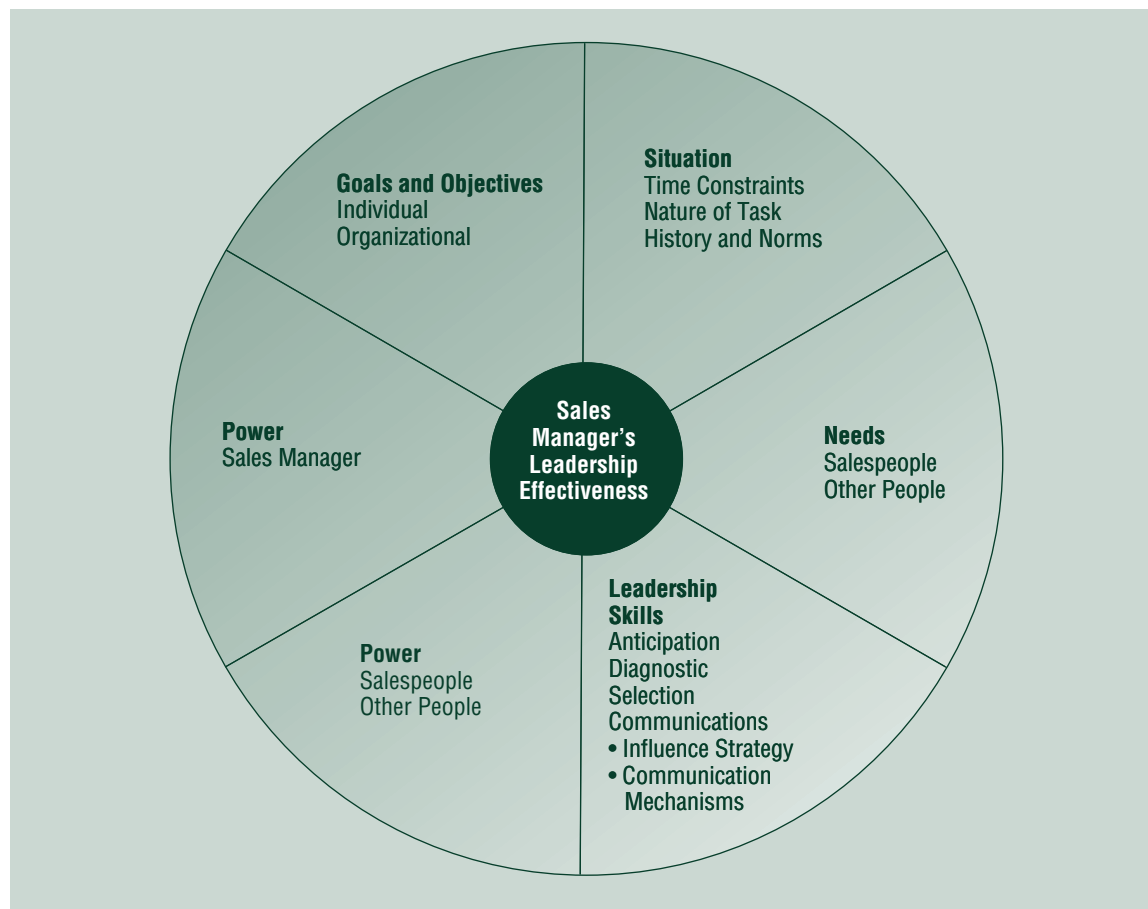 Goals and Objectives
Individual
Organizational
Situation
Time Constraints
Nature of Task
History and Norms
Power
Sales Manager
Sales
Manager’s
Leadership
Effectiveness
Needs
Salespeople
Other People
Power
Salespeople
Other People
Leadership
Skills
Anticipation
Diagnostic
Selection
Communications
• Influence Strategy
• Communication
Mechanisms